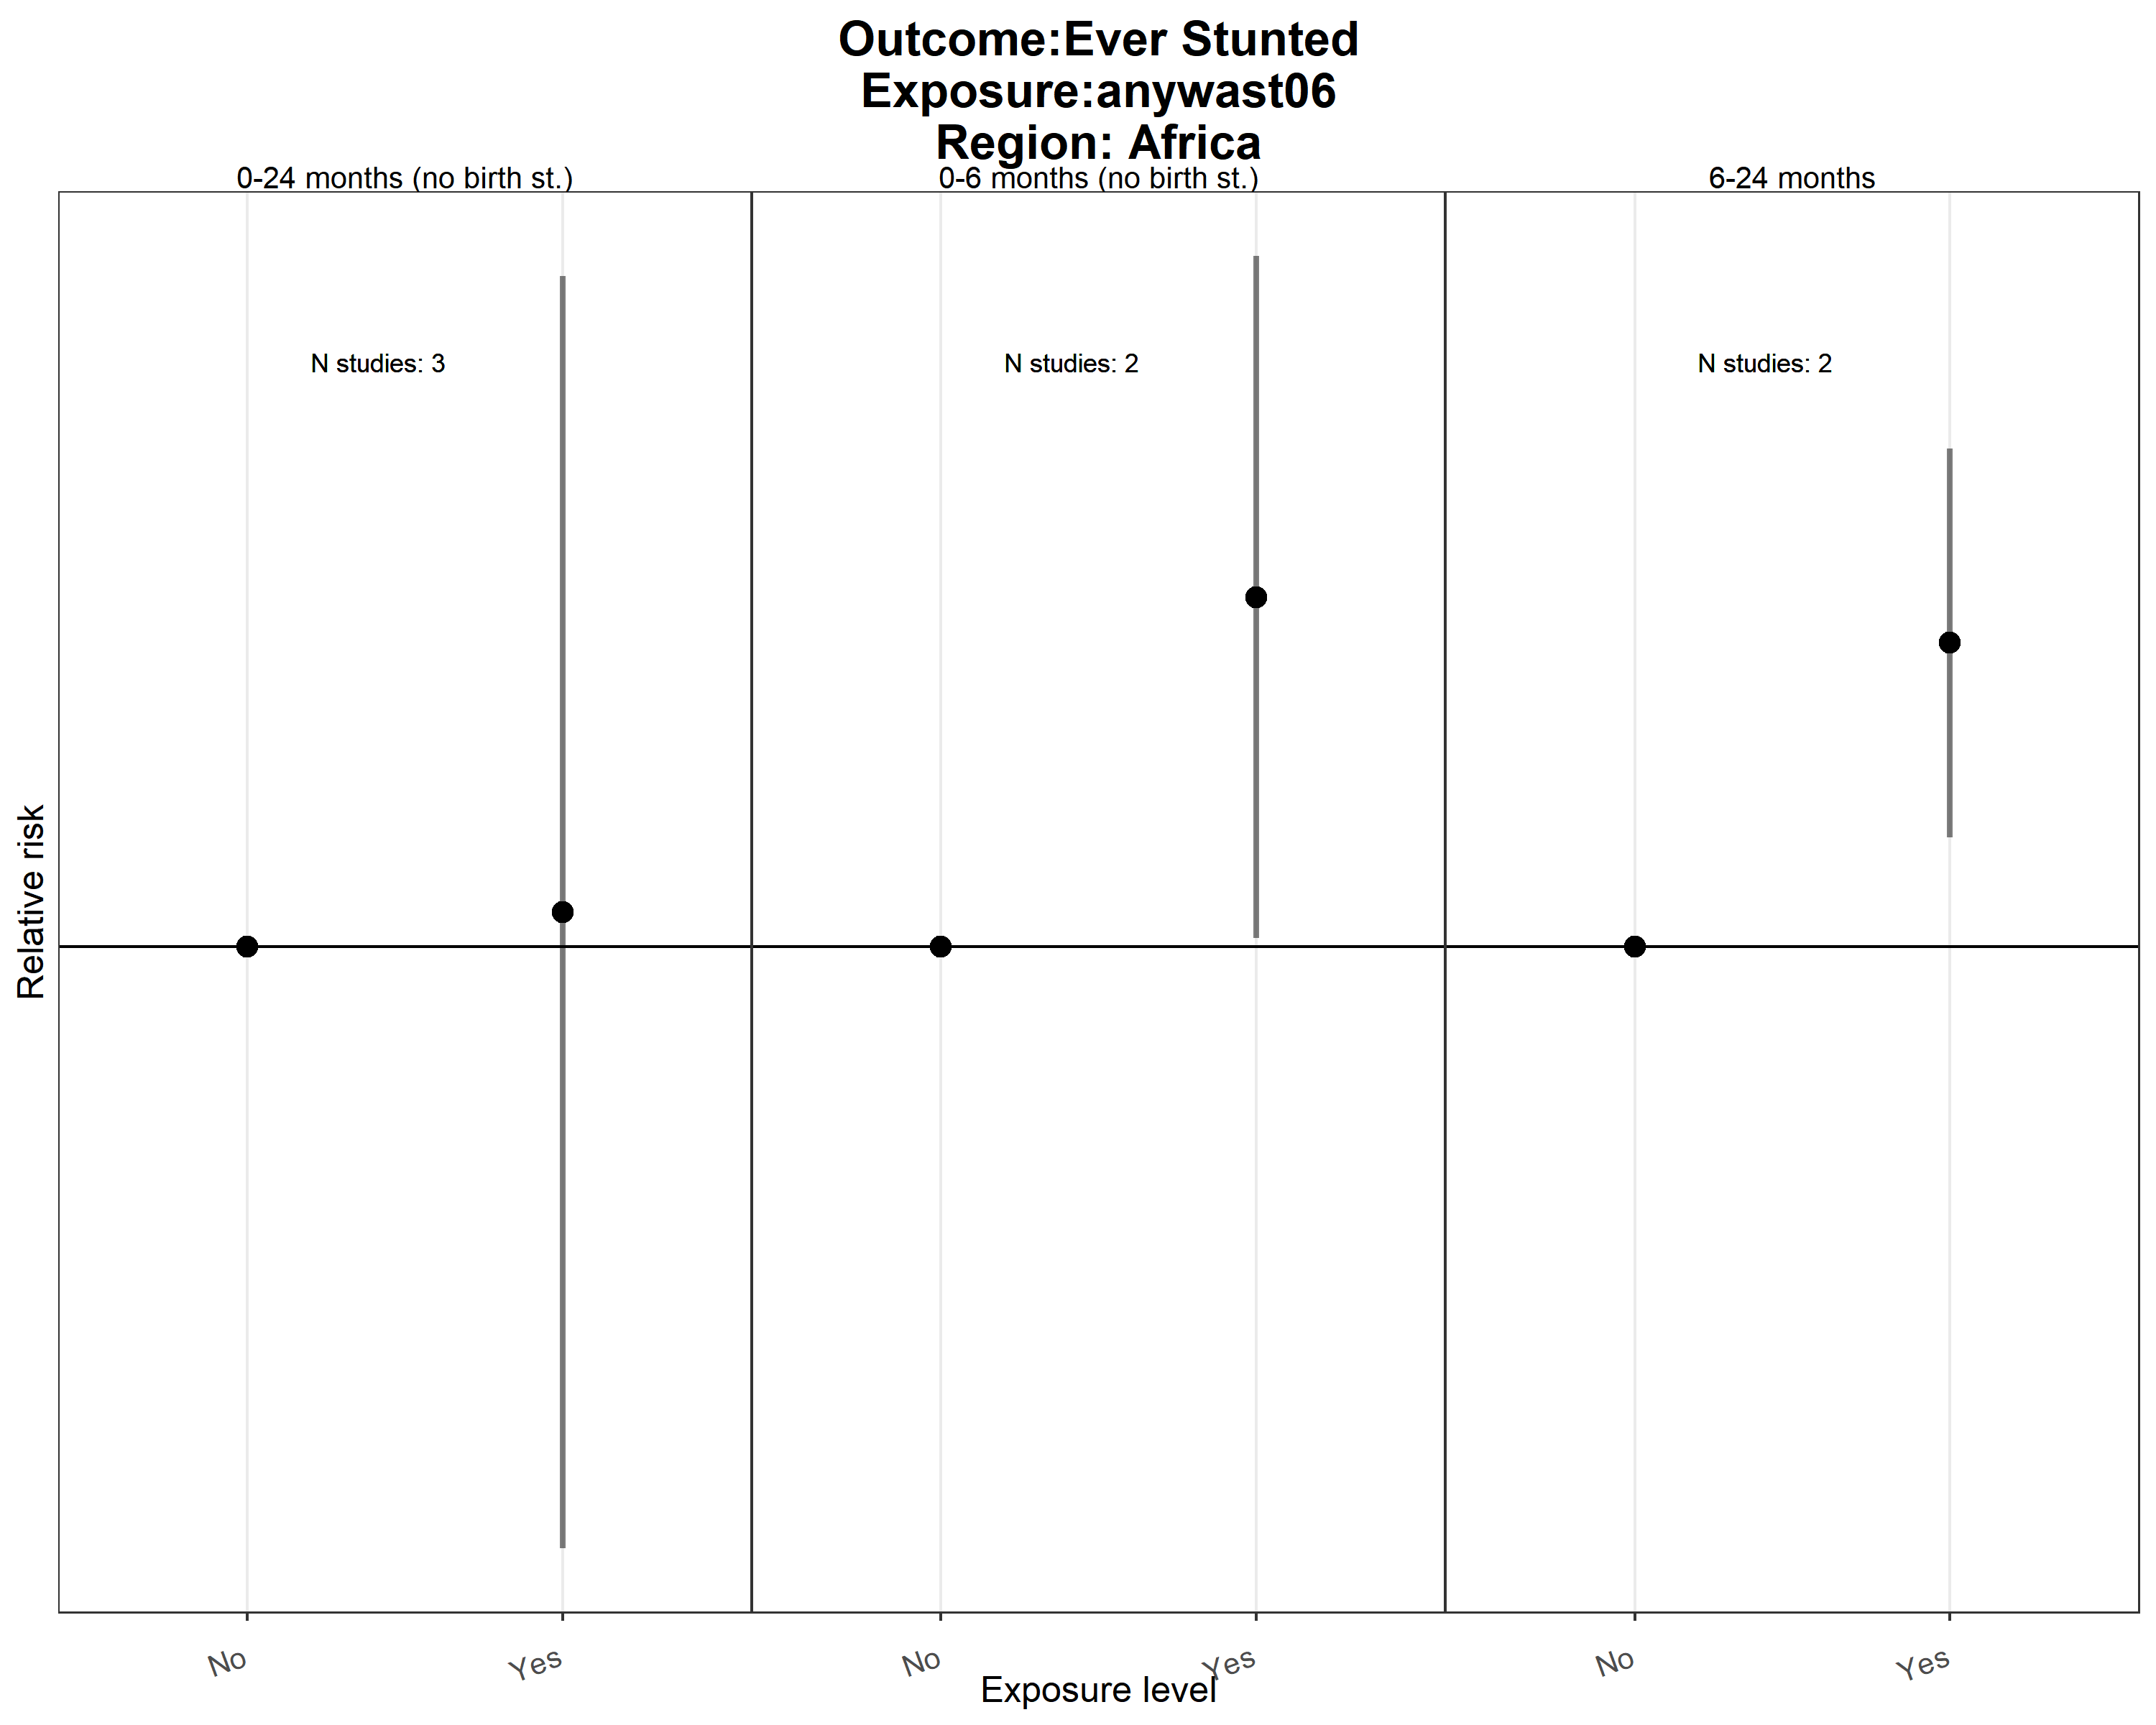 Outcome:Ever Stunted
Exposure:anywast06
Region: Africa
0-24 months (no birth st.)
0-6 months (no birth st.)
6-24 months
N studies: 3
N studies: 2
N studies: 2
Relative risk
No
Yes
No
Yes
No
Yes
Exposure level